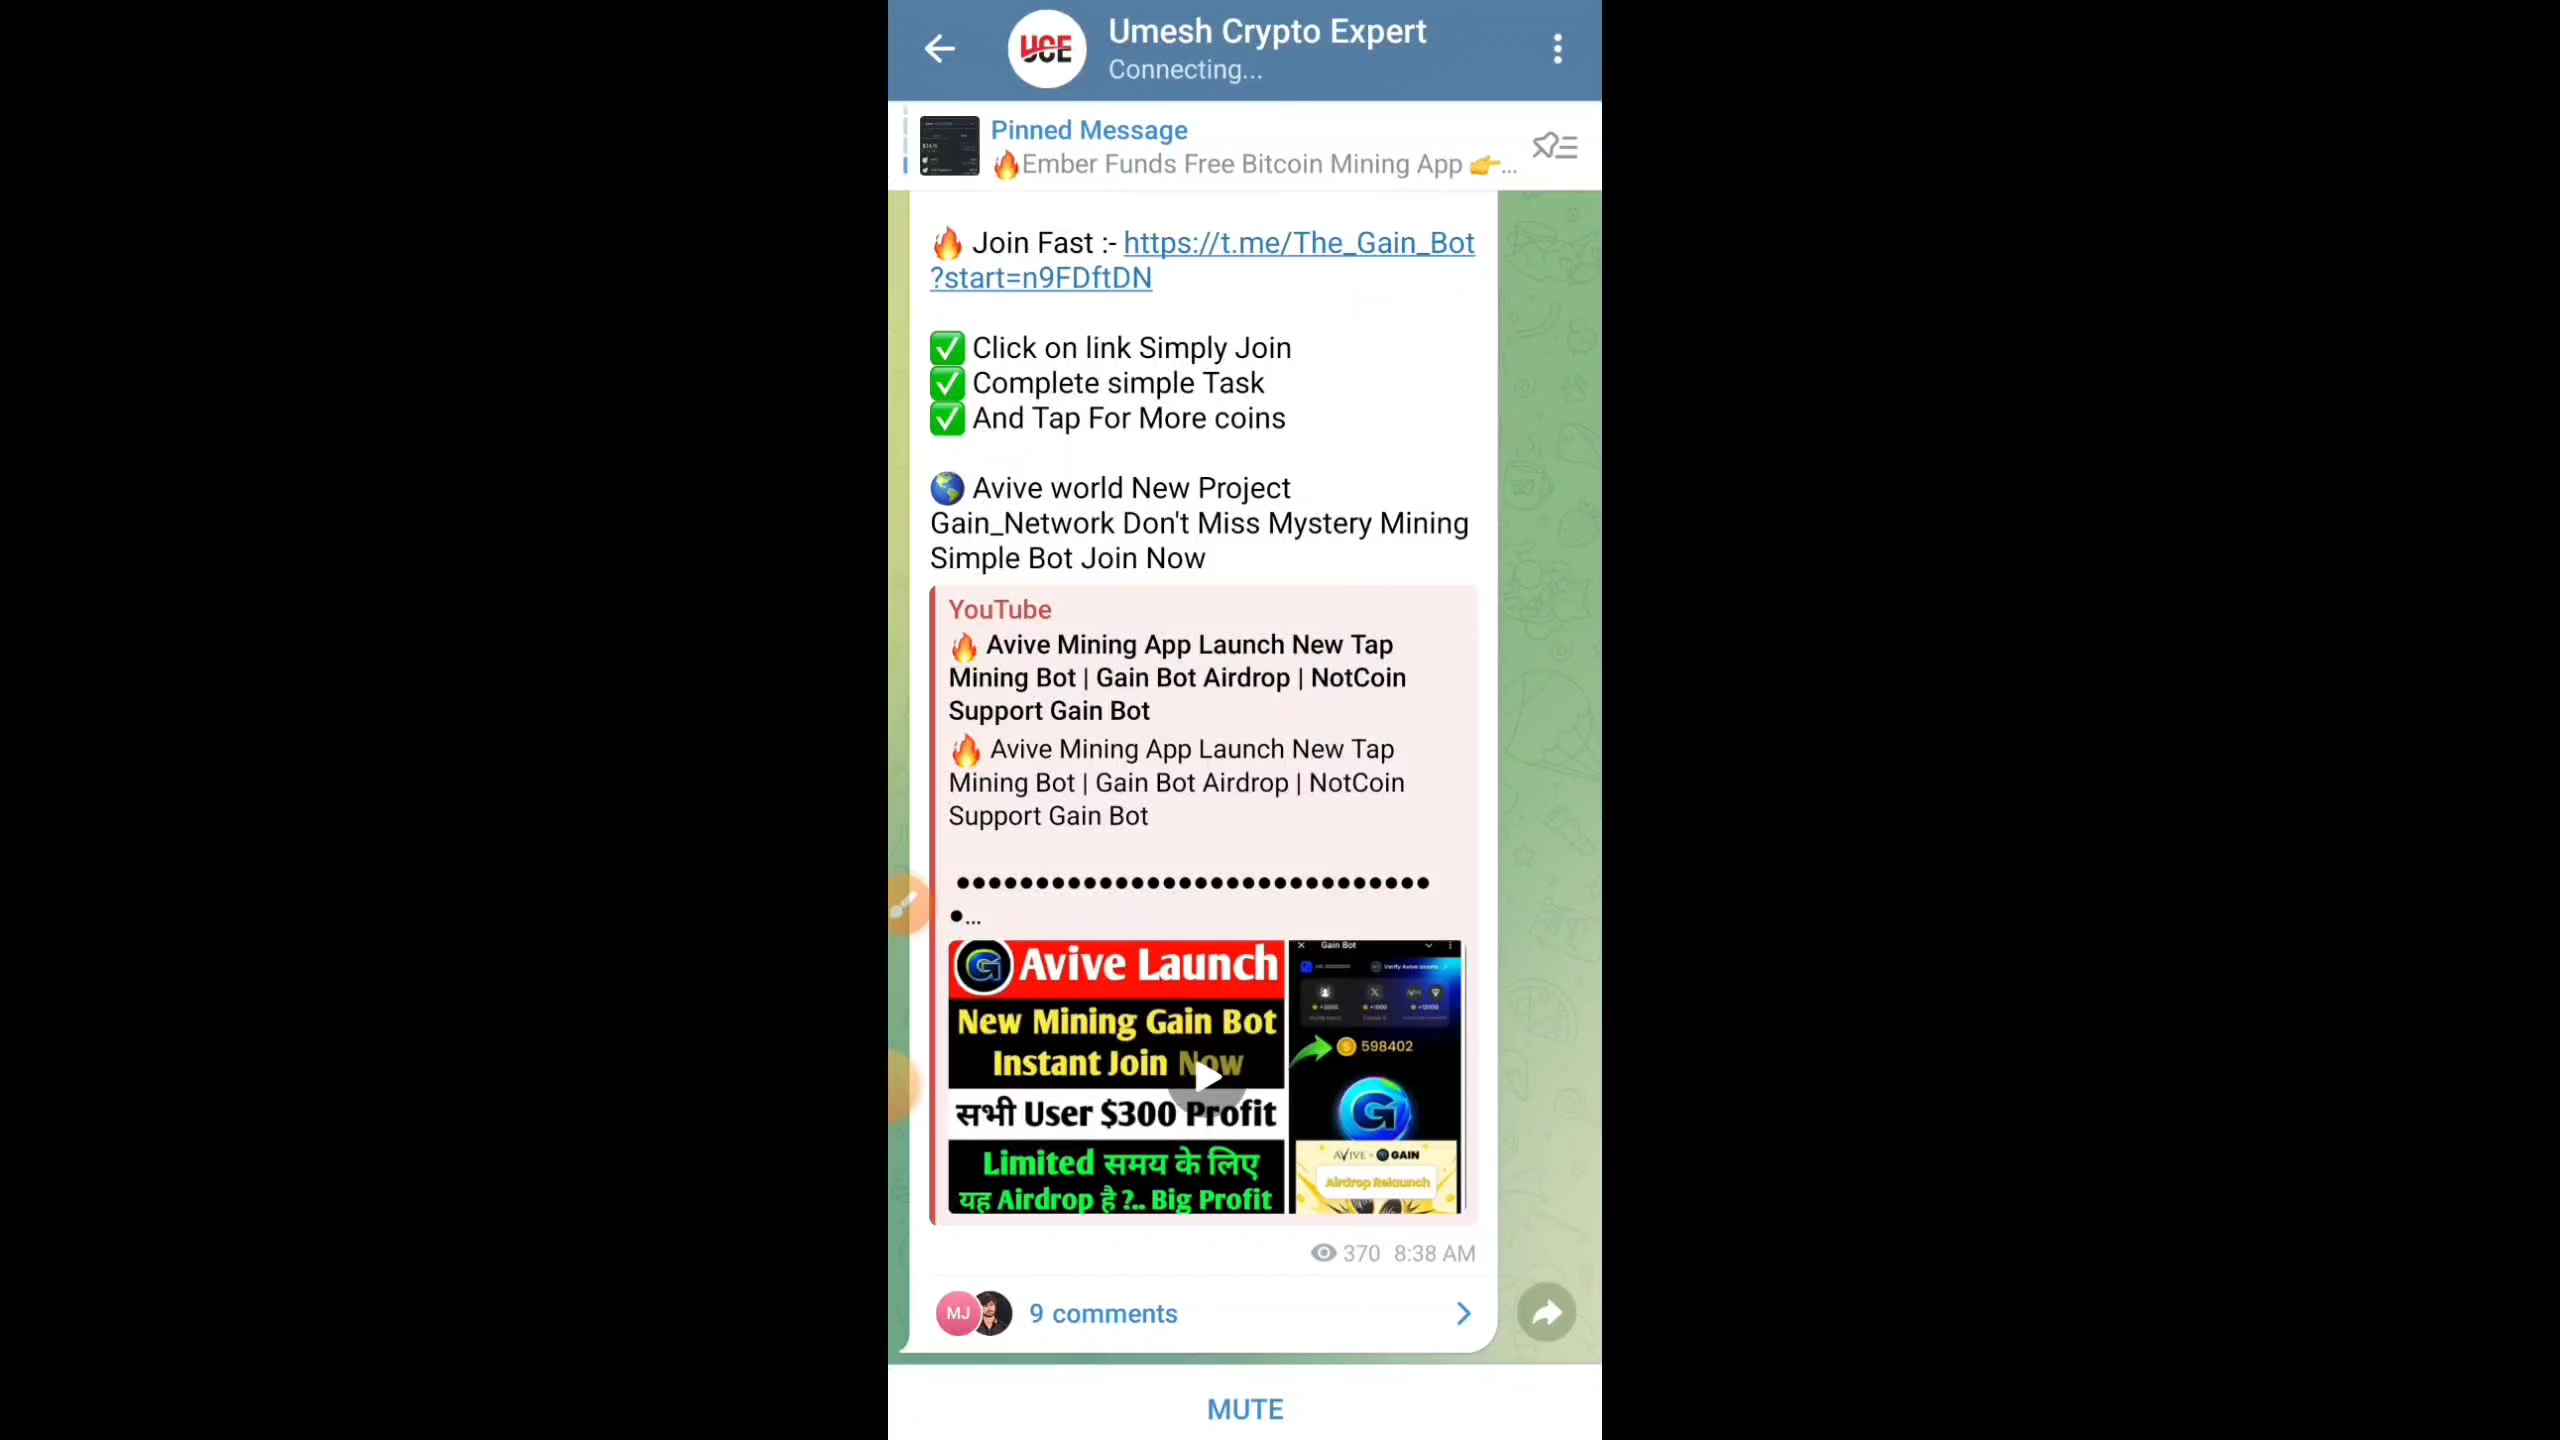 UCE
Umesh Crypto Expert
Connecting...
Pinned Message
🔥Ember Funds Free Bitcoin Mining App 👉...
🔥 Join Fast :- https://t.me/The_Gain_Bot
?start=n9FDftDN
✅ Click on link Simply Join
✅ Complete simple Task
✅ And Tap For More coins
🌎 Avive world New Project
Gain_Network Don't Miss Mystery Mining
Simple Bot Join Now
YouTube
🔥 Avive Mining App Launch New Tap
Mining Bot | Gain Bot Airdrop | NotCoin
Support Gain Bot
🔥 Avive Mining App Launch New Tap
Mining Bot | Gain Bot Airdrop | NotCoin
Support Gain Bot
●●●●●●●●●●●●●●●●●●●●●●●●●●●●●●
●...
Avive Launch
New Mining Gain Bot
Instant Join Now
सभी User $300 Profit
Limited समय के लिए
यह Airdrop है ?.. Big Profit
Gain Bot
Verify Avive assets
598402
AVIVE GAIN
Airdrop Relaunch
370 8:38 AM
MJ
9 comments
MUTE